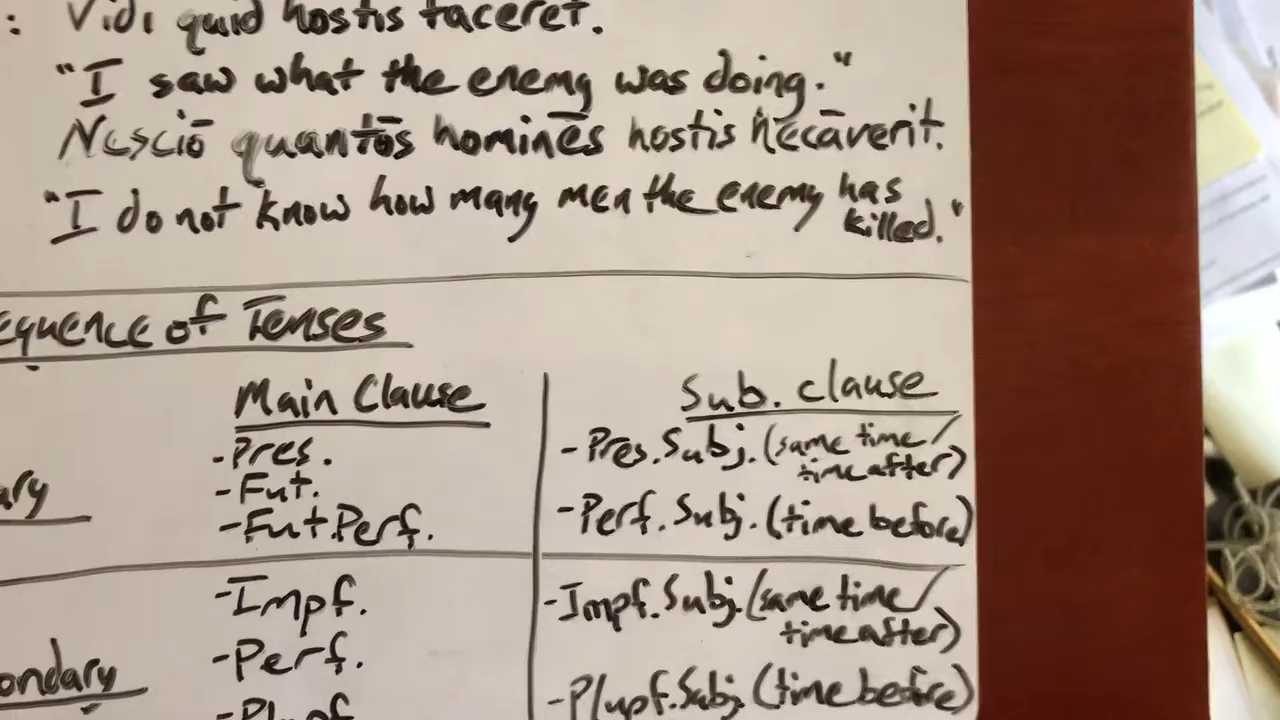 : Vidi quid hostis faceret.
"I saw what the enemy was doing."
Nesciō quantōs hominēs hostis necāverit.
"I do not know how many men the enemy has killed."
equence of Tenses
Main Clause
Sub. clause
ary
-Pres.
-Fut.
-Fut.Perf.
-Pres.Subj.(same time/
time after)
-Perf.Subj.(time before)
ondary
-Impf.
-Perf.
-Plupf
-Impf.Subj.(same time/
time after)
-Plupf.Subj.(time before)